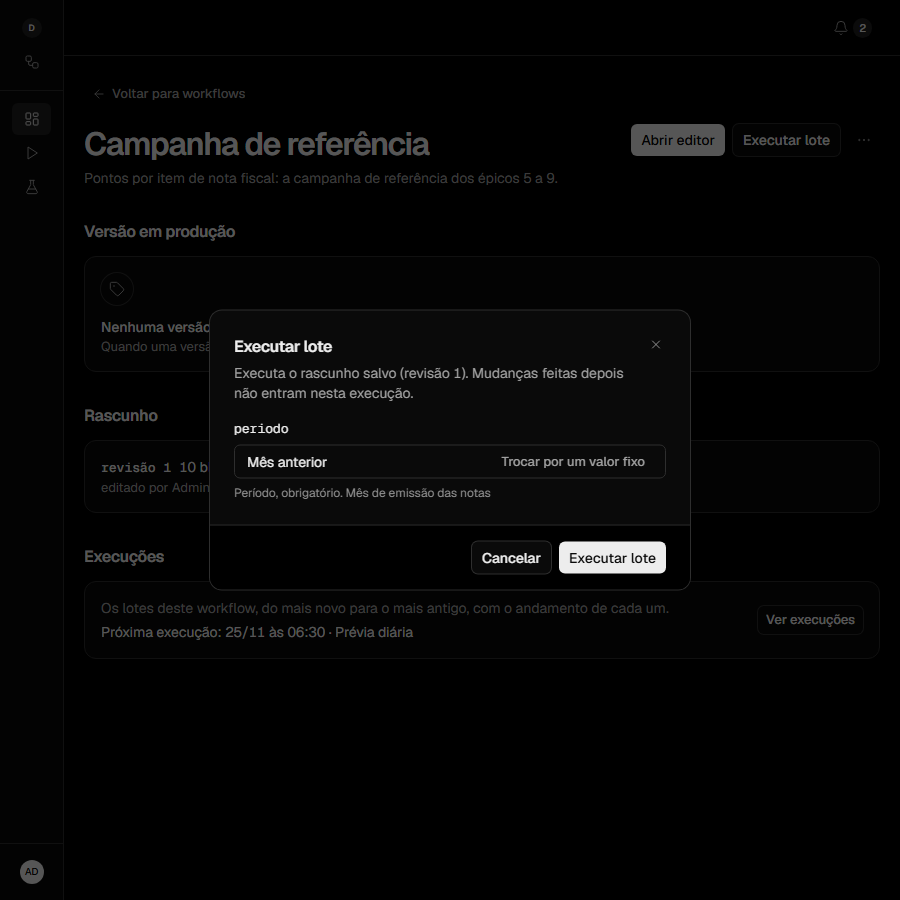 D
2
Voltar para workflows
Campanha de referência
Abrir editor
Executar lote
Pontos por item de nota fiscal: a campanha de referência dos épicos 5 a 9.
Versão em produção
Nenhuma versão
Quando uma versã
Executar lote
Executa o rascunho salvo (revisão 1). Mudanças feitas depois
não entram nesta execução.
periodo
Mês anterior
Trocar por um valor fixo
Período, obrigatório. Mês de emissão das notas
Cancelar
Executar lote
Rascunho
revisão 1 10 b
editado por Admin
Execuções
Os lotes deste workflow, do mais novo para o mais antigo, com o andamento de cada um.
Próxima execução: 25/11 às 06:30 · Prévia diária
Ver execuções
AD